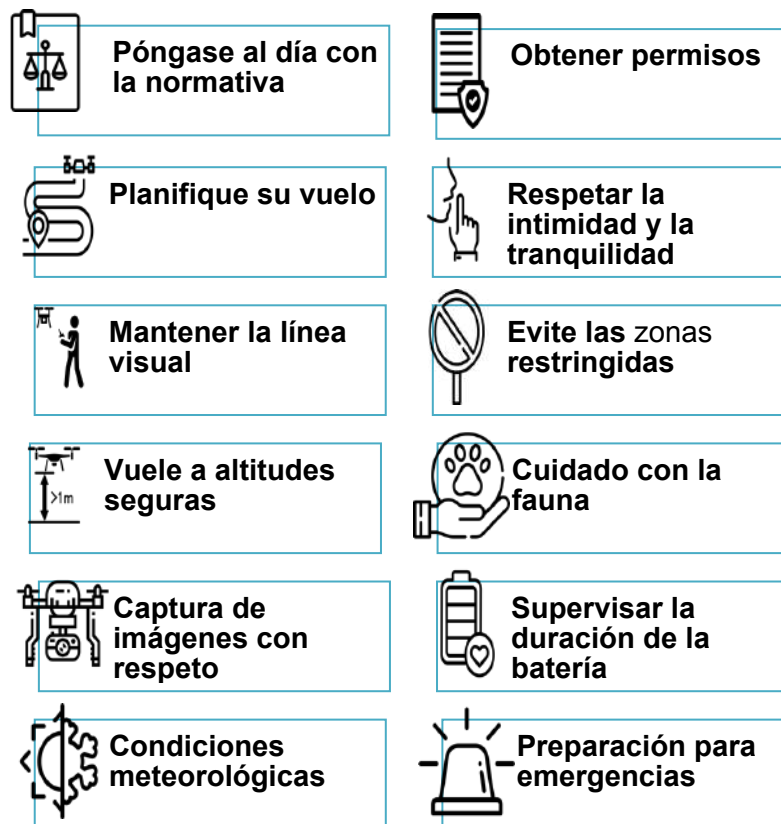 Póngase al día con
la normativa
Obtener permisos
Planifique su vuelo
Respetar la
intimidad y la
tranquilidad
Mantener la línea
visual
Evite las zonas
restringidas
Vuele a altitudes
seguras
>1m
Cuidado con la
fauna
Captura de
imágenes con
respeto
Supervisar la
duración de la
batería
Condiciones
meteorológicas
Preparación para
emergencias